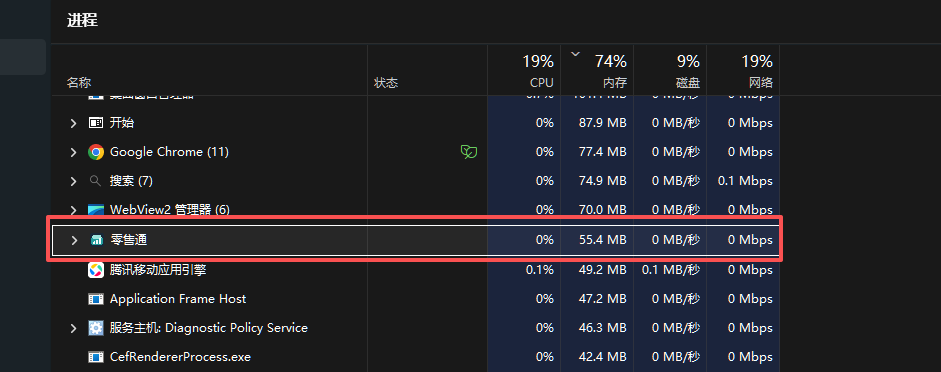 进程
19% 74% 9% 19%
名称 状态 CPU 内存 磁盘 网络
开始 0% 87.9 MB 0 MB/秒 0 Mbps
Google Chrome (11) 0% 77.4 MB 0 MB/秒 0 Mbps
搜索 (7) 0% 74.9 MB 0 MB/秒 0.1 Mbps
WebView2 管理器 (6) 0% 70.0 MB 0 MB/秒 0 Mbps
零售通 0% 55.4 MB 0 MB/秒 0 Mbps
腾讯移动应用引擎 0.1% 49.2 MB 0.1 MB/秒 0 Mbps
Application Frame Host 0% 47.2 MB 0 MB/秒 0 Mbps
服务主机: Diagnostic Policy Service 0% 46.3 MB 0 MB/秒 0 Mbps
CefRendererProcess.exe 0% 42.4 MB 0 MB/秒 0 Mbps